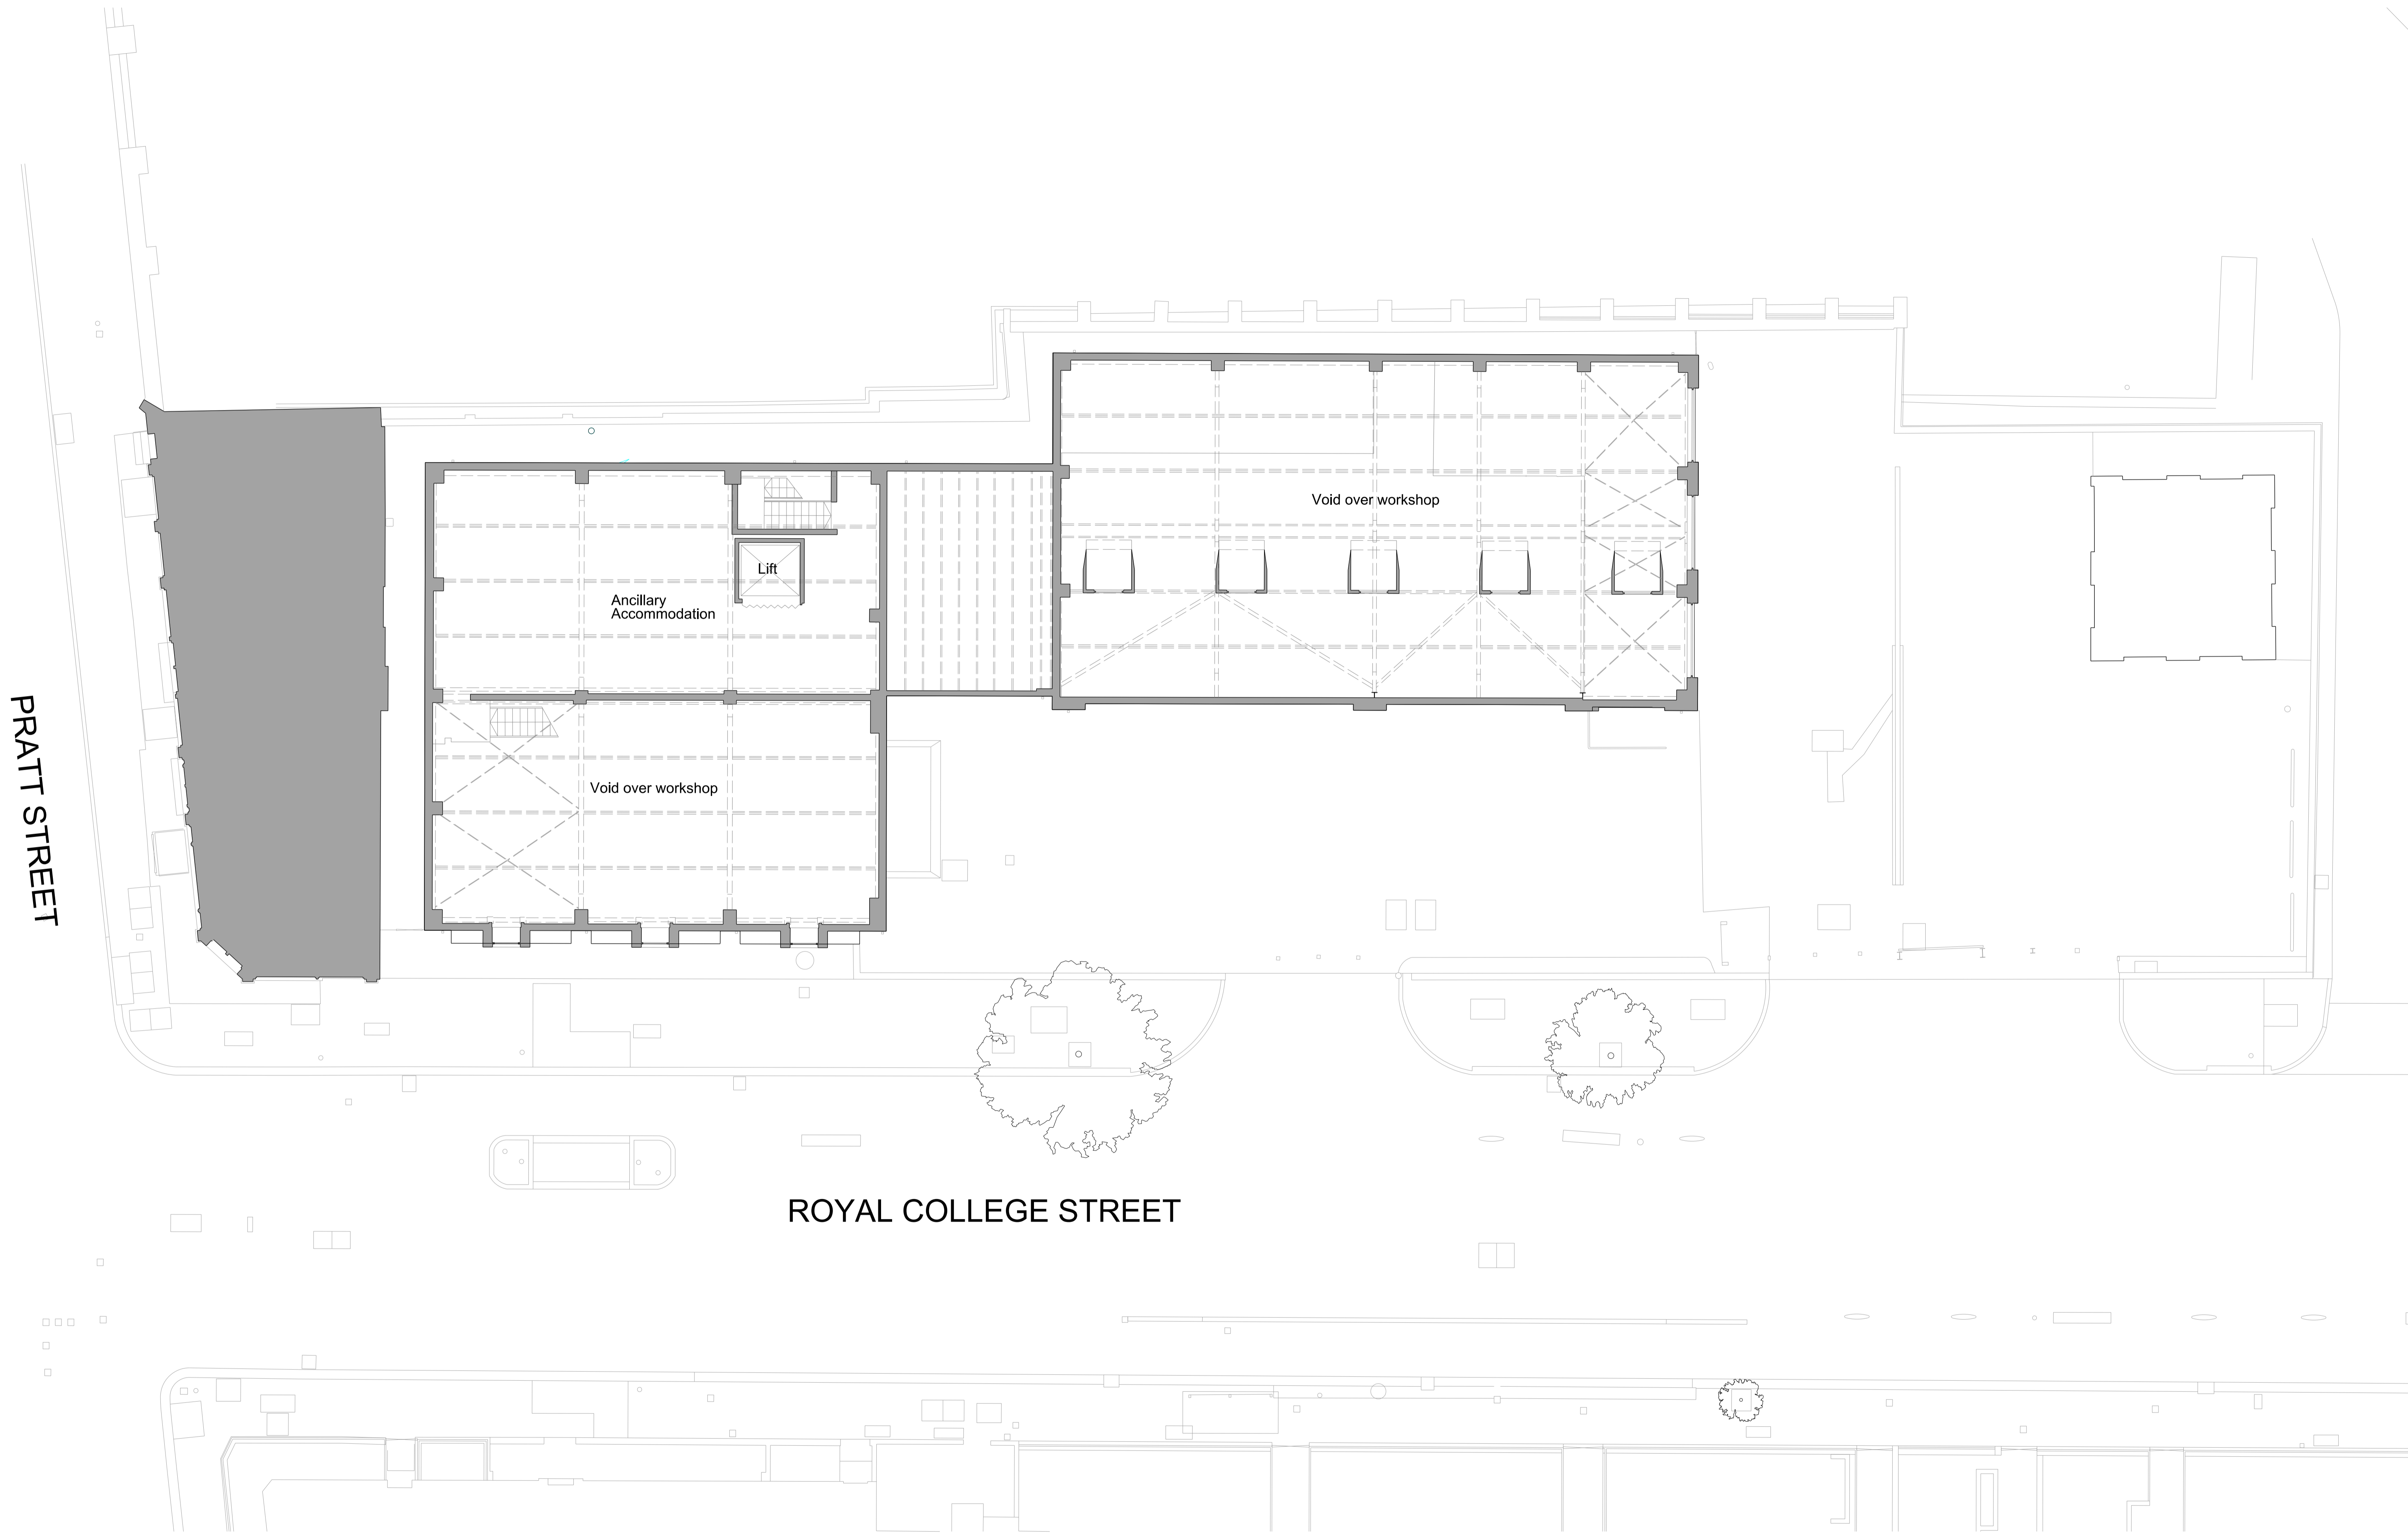 Void over workshop
Lift
Ancillary
Accommodation
Void over workshop
PRATT STREET
ROYAL COLLEGE STREET